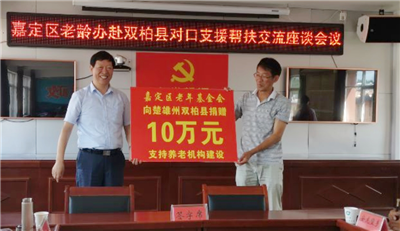 嘉定区老龄办赴双柏县对口支援帮扶交流座谈会议
嘉定区老年基金会
向楚雄州双柏县捐赠
10万元
支持养老机构建设